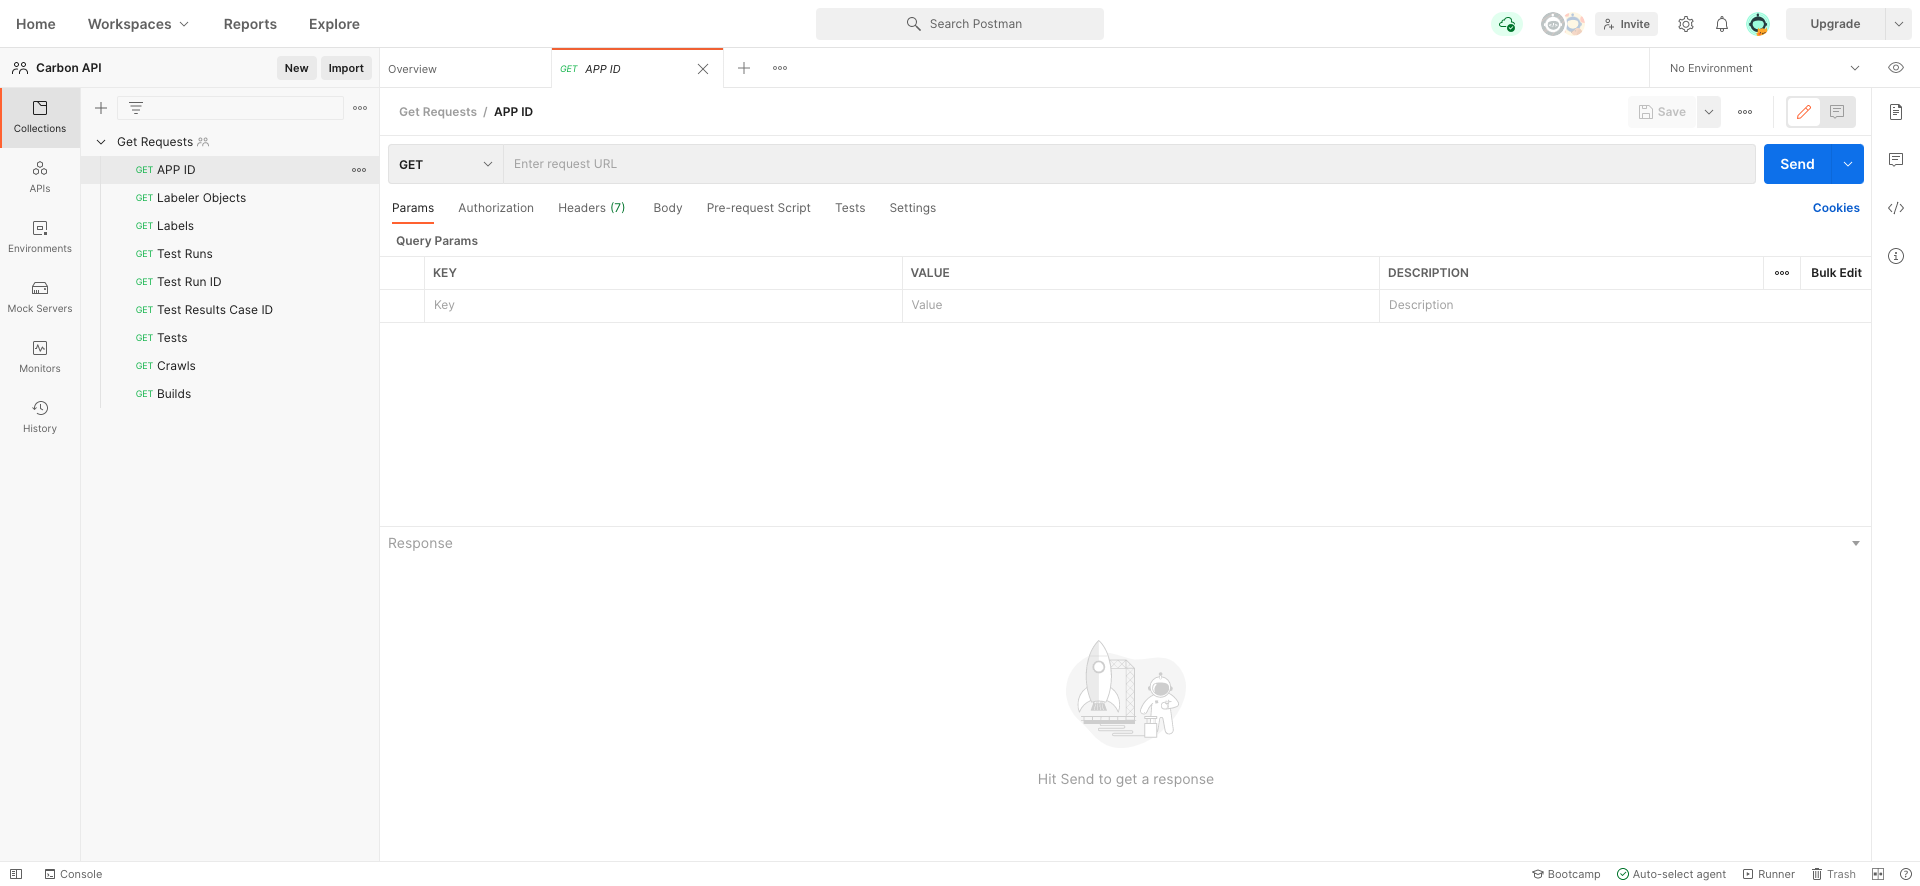 Home
Workspaces
Reports
Explore
Search Postman
Invite
Upgrade
Carbon API
New
Import
Overview
GET APP ID
No Environment
Collections
APIs
Environments
Mock Servers
Monitors
History
Get Requests
GET APP ID
GET Labeler Objects
GET Labels
GET Test Runs
GET Test Run ID
GET Test Results Case ID
GET Tests
GET Crawls
GET Builds
Get Requests / APP ID
Save
GET
Enter request URL
Send
Params
Authorization
Headers (7)
Body
Pre-request Script
Tests
Settings
Cookies
Query Params
KEY
VALUE
DESCRIPTION
Bulk Edit
Key
Value
Description
Response
Hit Send to get a response
Console
Bootcamp
Auto-select agent
Runner
Trash